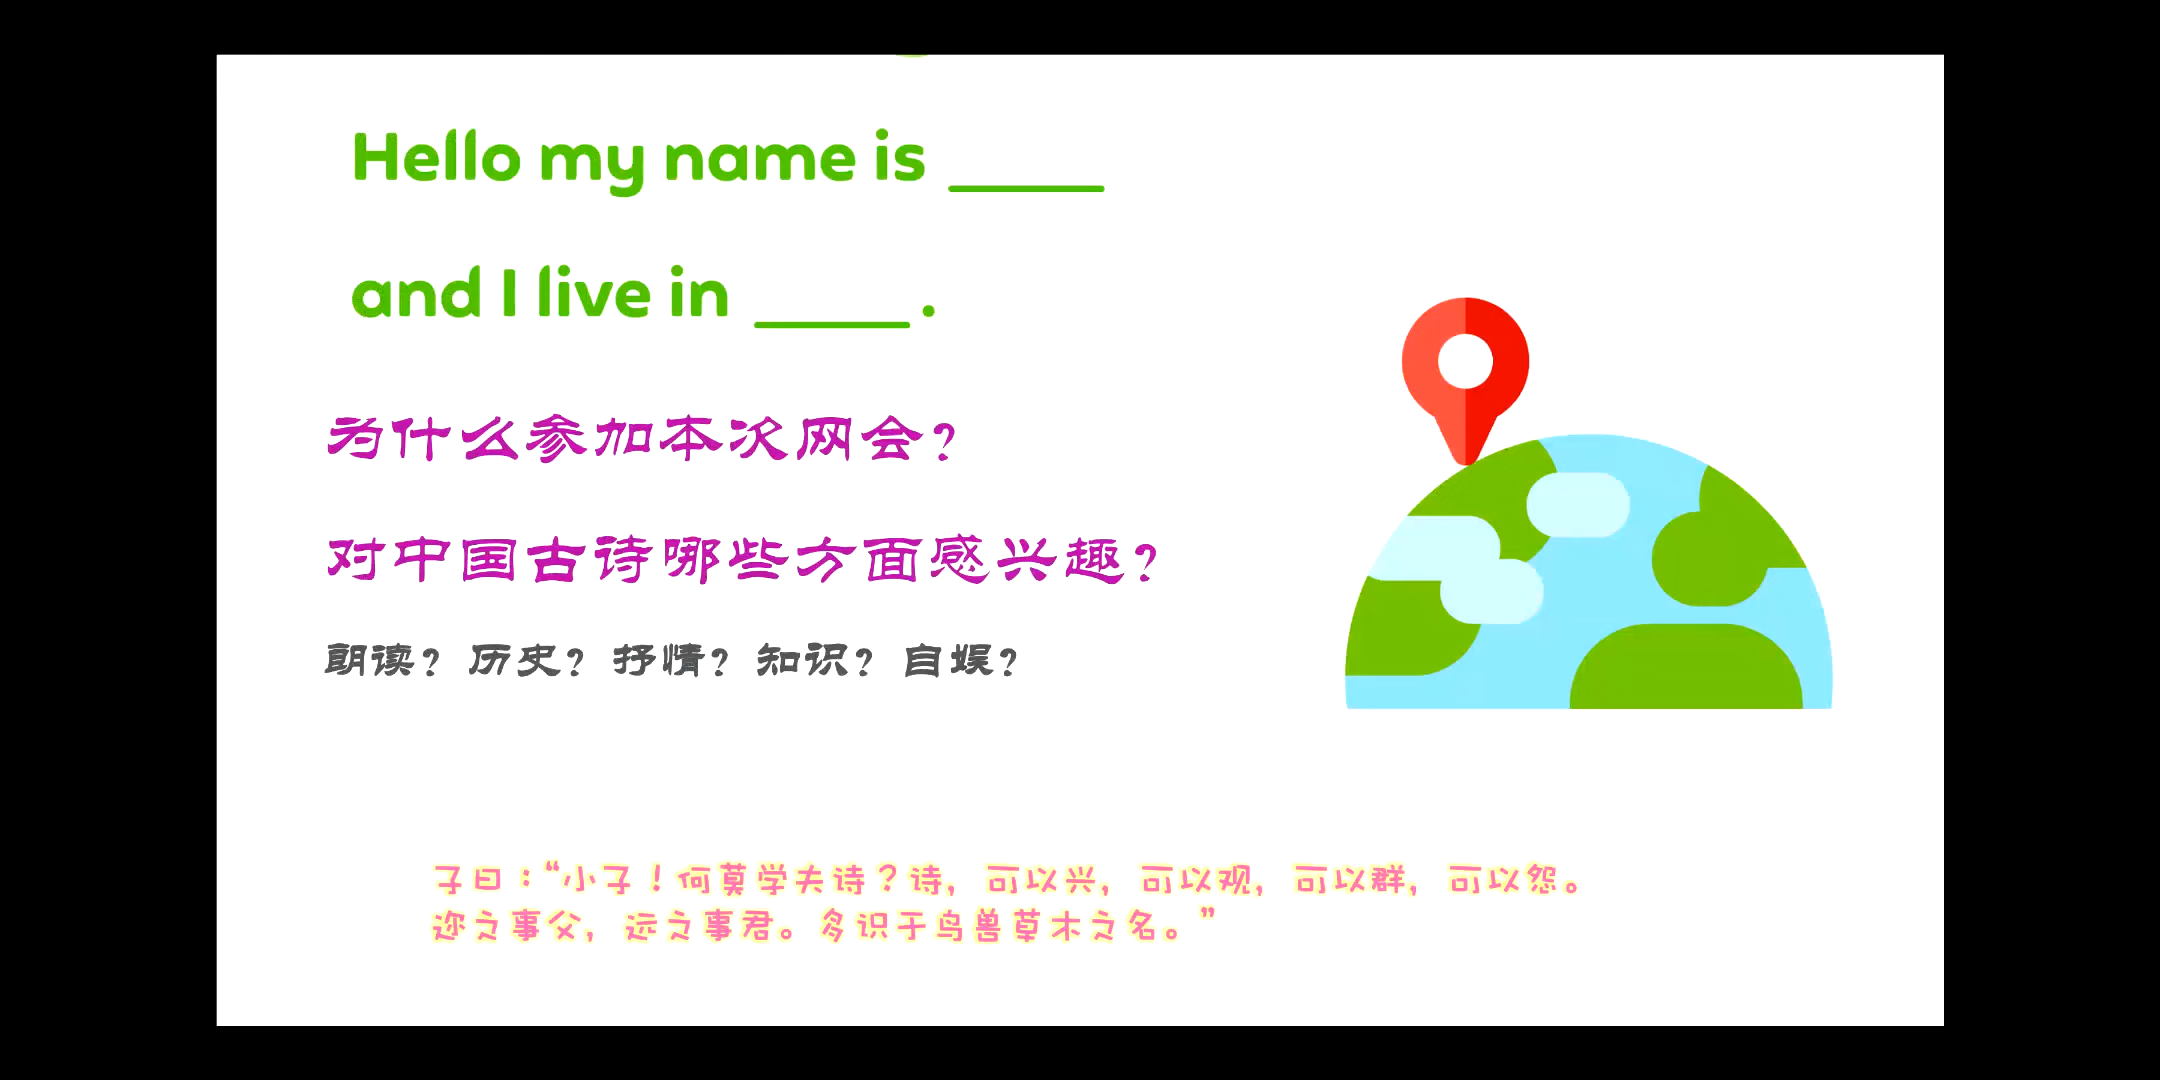 Hello my name is _____
and I live in _____ .
为什么参加本次网会？
对中国古诗哪些方面感兴趣？
朗读？历史？抒情？知识？自娱？
子曰：“小子！何莫学夫诗？诗，可以兴，可以观，可以群，可以怨。
迩之事父，远之事君。多识于鸟兽草木之名。”